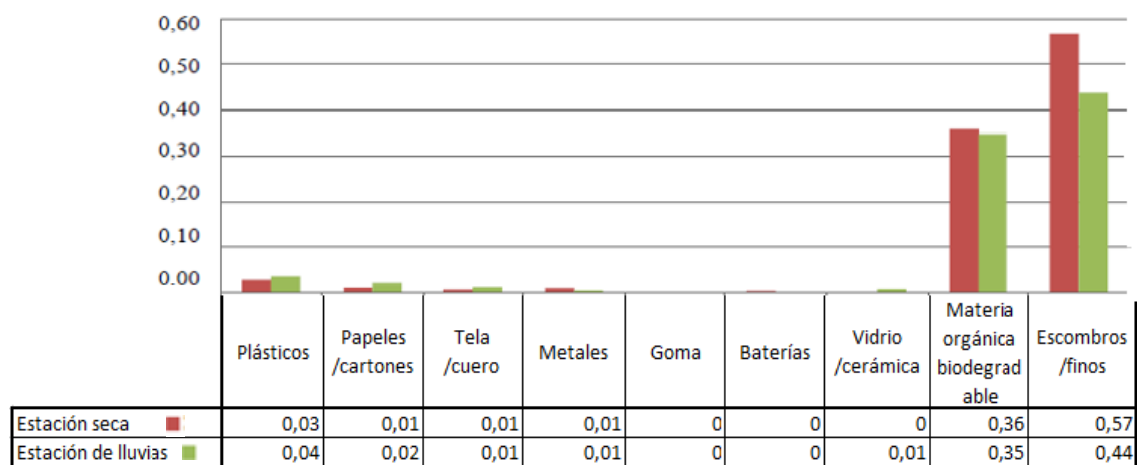 0,60
0,50
0,40
0,30
0,20
0,10
0.00
Plásticos
Papeles
/cartones
Tela
/cuero
Metales
Goma
Baterías
Vidrio
/cerámica
Materia
orgánica
biodegrad
able
Escombros
/finos
Estación seca 0,03 0,01 0,01 0,01 0 0 0 0,36 0,57
Estación de lluvias 0,04 0,02 0,01 0,01 0 0 0,01 0,35 0,44